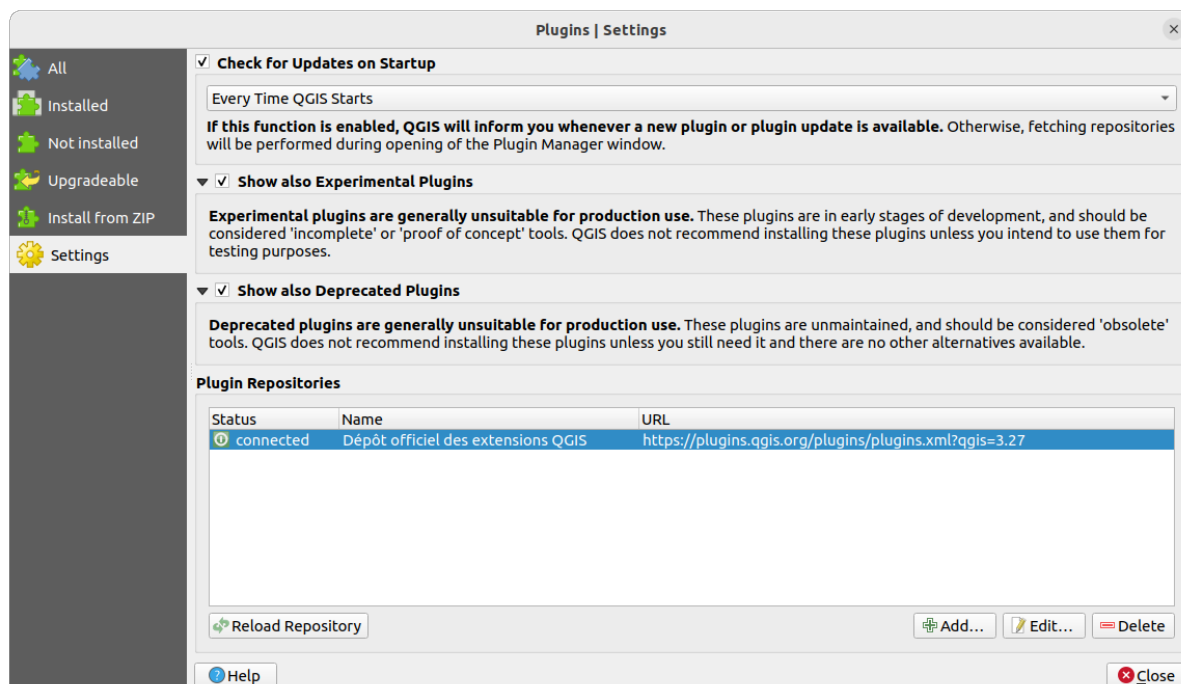 Plugins | Settings
All
Installed
Not installed
Upgradeable
Install from ZIP
Settings
Check for Updates on Startup
Every Time QGIS Starts
If this function is enabled, QGIS will inform you whenever a new plugin or plugin update is available. Otherwise, fetching repositories
will be performed during opening of the Plugin Manager window.
Show also Experimental Plugins
Experimental plugins are generally unsuitable for production use. These plugins are in early stages of development, and should be
considered 'incomplete' or 'proof of concept' tools. QGIS does not recommend installing these plugins unless you intend to use them for
testing purposes.
Show also Deprecated Plugins
Deprecated plugins are generally unsuitable for production use. These plugins are unmaintained, and should be considered 'obsolete'
tools. QGIS does not recommend installing these plugins unless you still need it and there are no other alternatives available.
Plugin Repositories
Status Name URL
connected Dépôt officiel des extensions QGIS https://plugins.qgis.org/plugins/plugins.xml?qgis=3.27
Reload Repository Add... Edit... Delete
Help Close